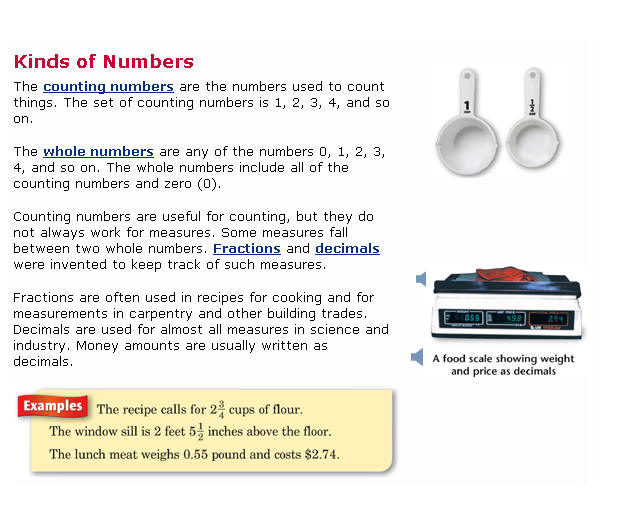 Kinds of Numbers
The counting numbers are the numbers used to count
things. The set of counting numbers is 1, 2, 3, 4, and so
on.
The whole numbers are any of the numbers 0, 1, 2, 3,
4, and so on. The whole numbers include all of the
counting numbers and zero (0).
Counting numbers are useful for counting, but they do
not always work for measures. Some measures fall
between two whole numbers. Fractions and decimals
were invented to keep track of such measures.
Fractions are often used in recipes for cooking and for
measurements in carpentry and other building trades.
Decimals are used for almost all measures in science and
industry. Money amounts are usually written as
decimals.
Examples The recipe calls for 2 3/4 cups of flour.
The window sill is 2 feet 5 1/2 inches above the floor.
The lunch meat weighs 0.55 pound and costs $2.74.
1
1/2
0.55 4.98 2.74
A food scale showing weight
and price as decimals